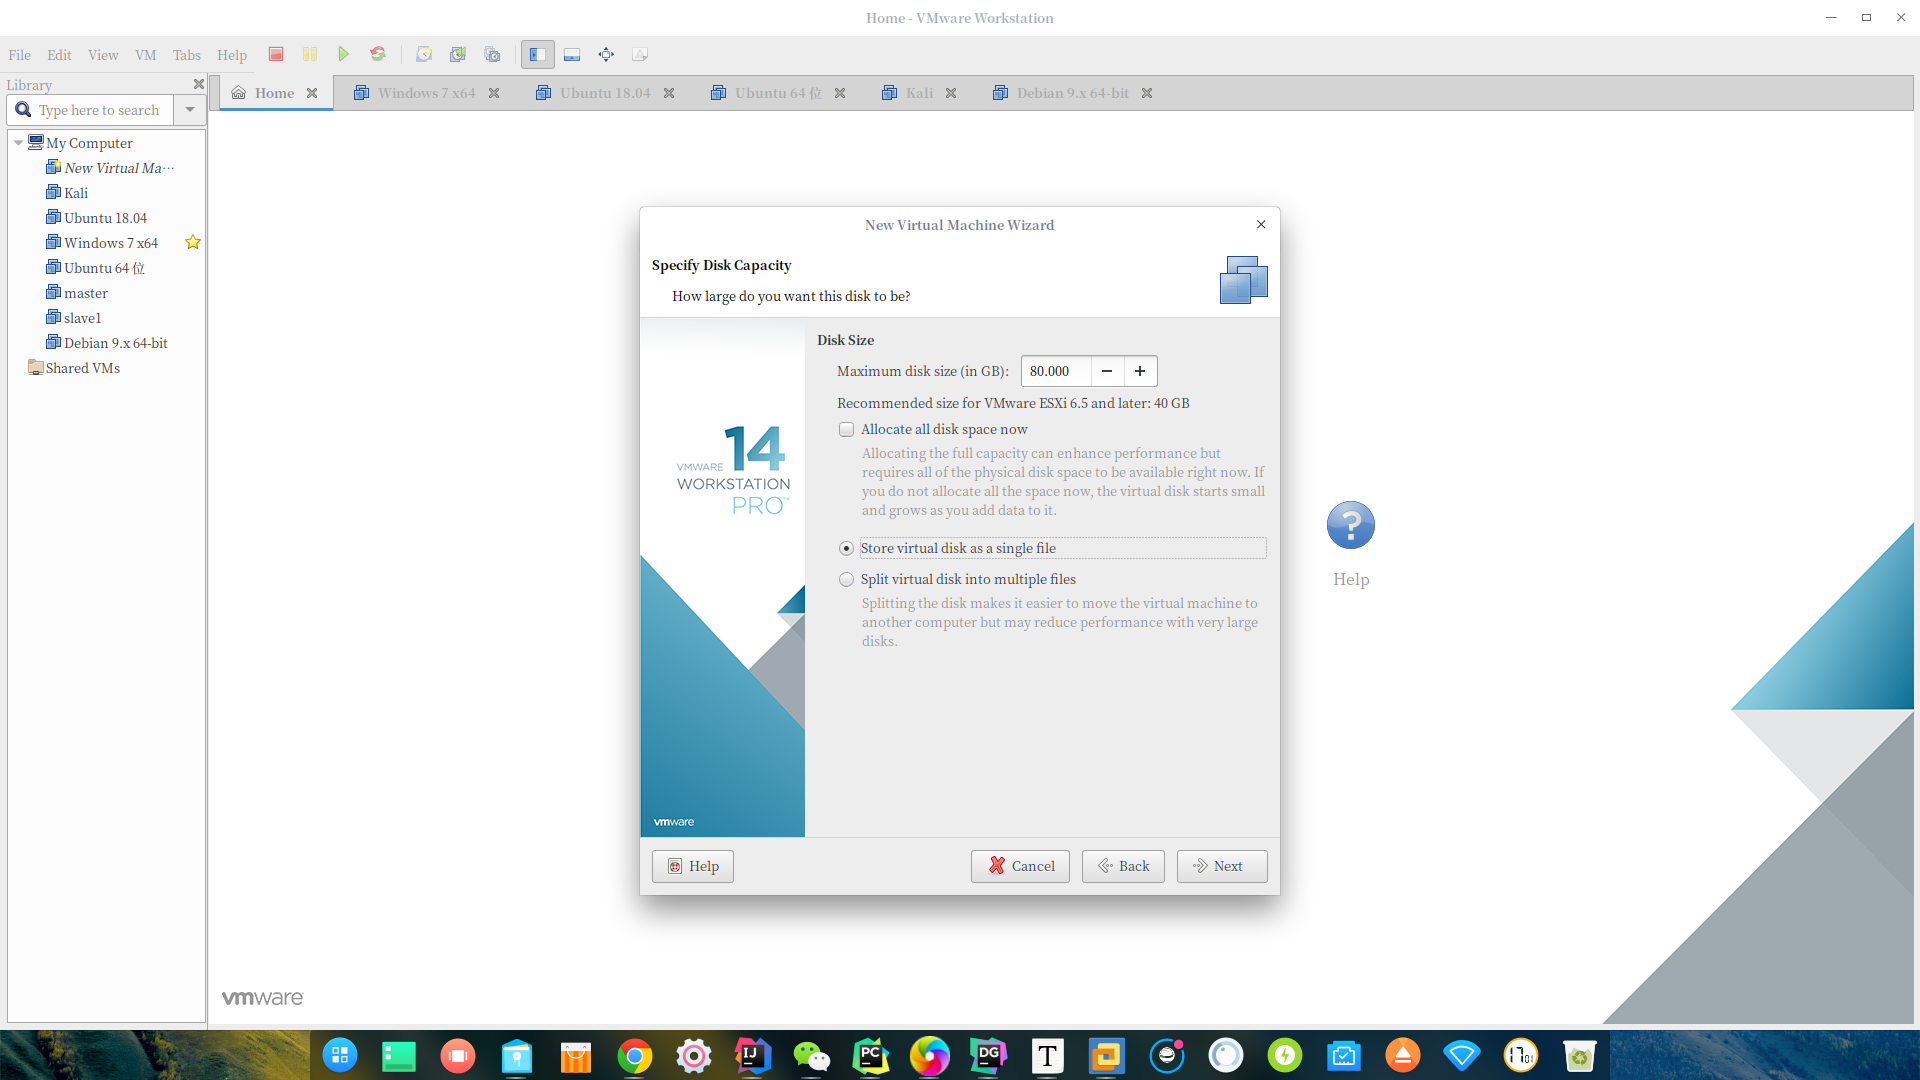 Home - VMware Workstation
File Edit View VM Tabs Help
Library
Type here to search
Home
Windows 7 x64
Ubuntu 18.04
Ubuntu 64 位
Kali
Debian 9.x 64-bit
My Computer
New Virtual Ma···
Kali
Ubuntu 18.04
Windows 7 x64
Ubuntu 64 位
master
slave1
Debian 9.x 64-bit
Shared VMs
New Virtual Machine Wizard
Specify Disk Capacity
How large do you want this disk to be?
VMWARE 14
WORKSTATION
PRO™
vmware
Disk Size
Maximum disk size (in GB): 80.000
Recommended size for VMware ESXi 6.5 and later: 40 GB
Allocate all disk space now
Allocating the full capacity can enhance performance but
requires all of the physical disk space to be available right now. If
you do not allocate all the space now, the virtual disk starts small
and grows as you add data to it.
Store virtual disk as a single file
Split virtual disk into multiple files
Splitting the disk makes it easier to move the virtual machine to
another computer but may reduce performance with very large
disks.
Help
Cancel
Back
Next
?
Help
vmware
IJ
PC
DG
T